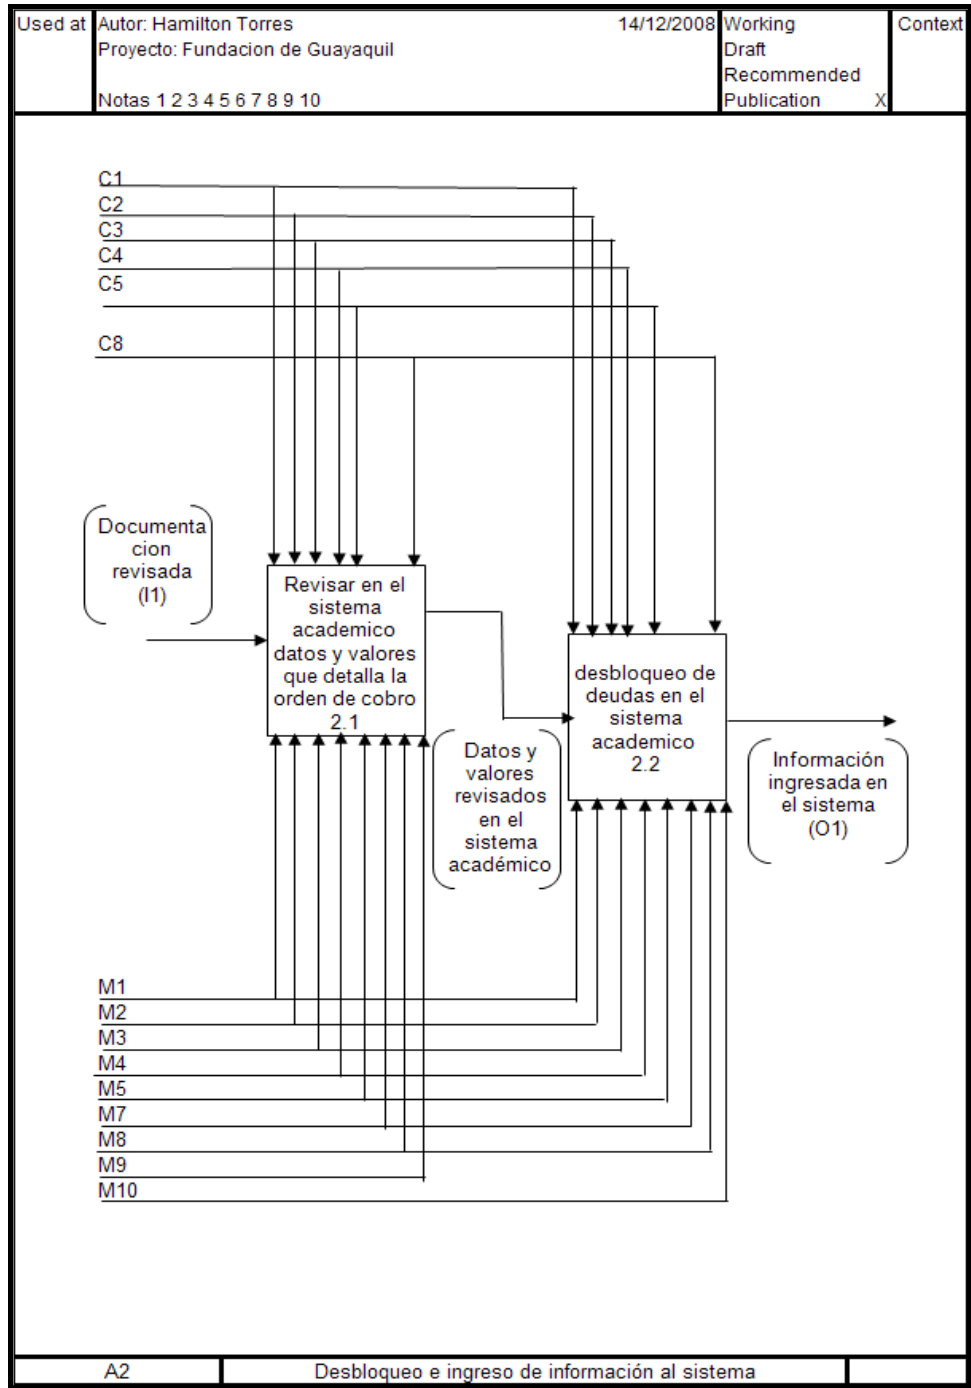 Used at
Autor: Hamilton Torres 14/12/2008
Proyecto: Fundacion de Guayaquil
Notas 1 2 3 4 5 6 7 8 9 10
Working
Draft
Recommended
Publication X
Context
C1
C2
C3
C4
C5
C8
Documenta
cion
revisada
(I1)
Revisar en el
sistema
academico
datos y valores
que detalla la
orden de cobro
2.1
desbloqueo de
deudas en el
sistema
academico
2.2
Datos y
valores
revisados
en el
sistema
académico
Información
ingresada en
el sistema
(O1)
M1
M2
M3
M4
M5
M7
M8
M9
M10
A2
Desbloqueo e ingreso de información al sistema